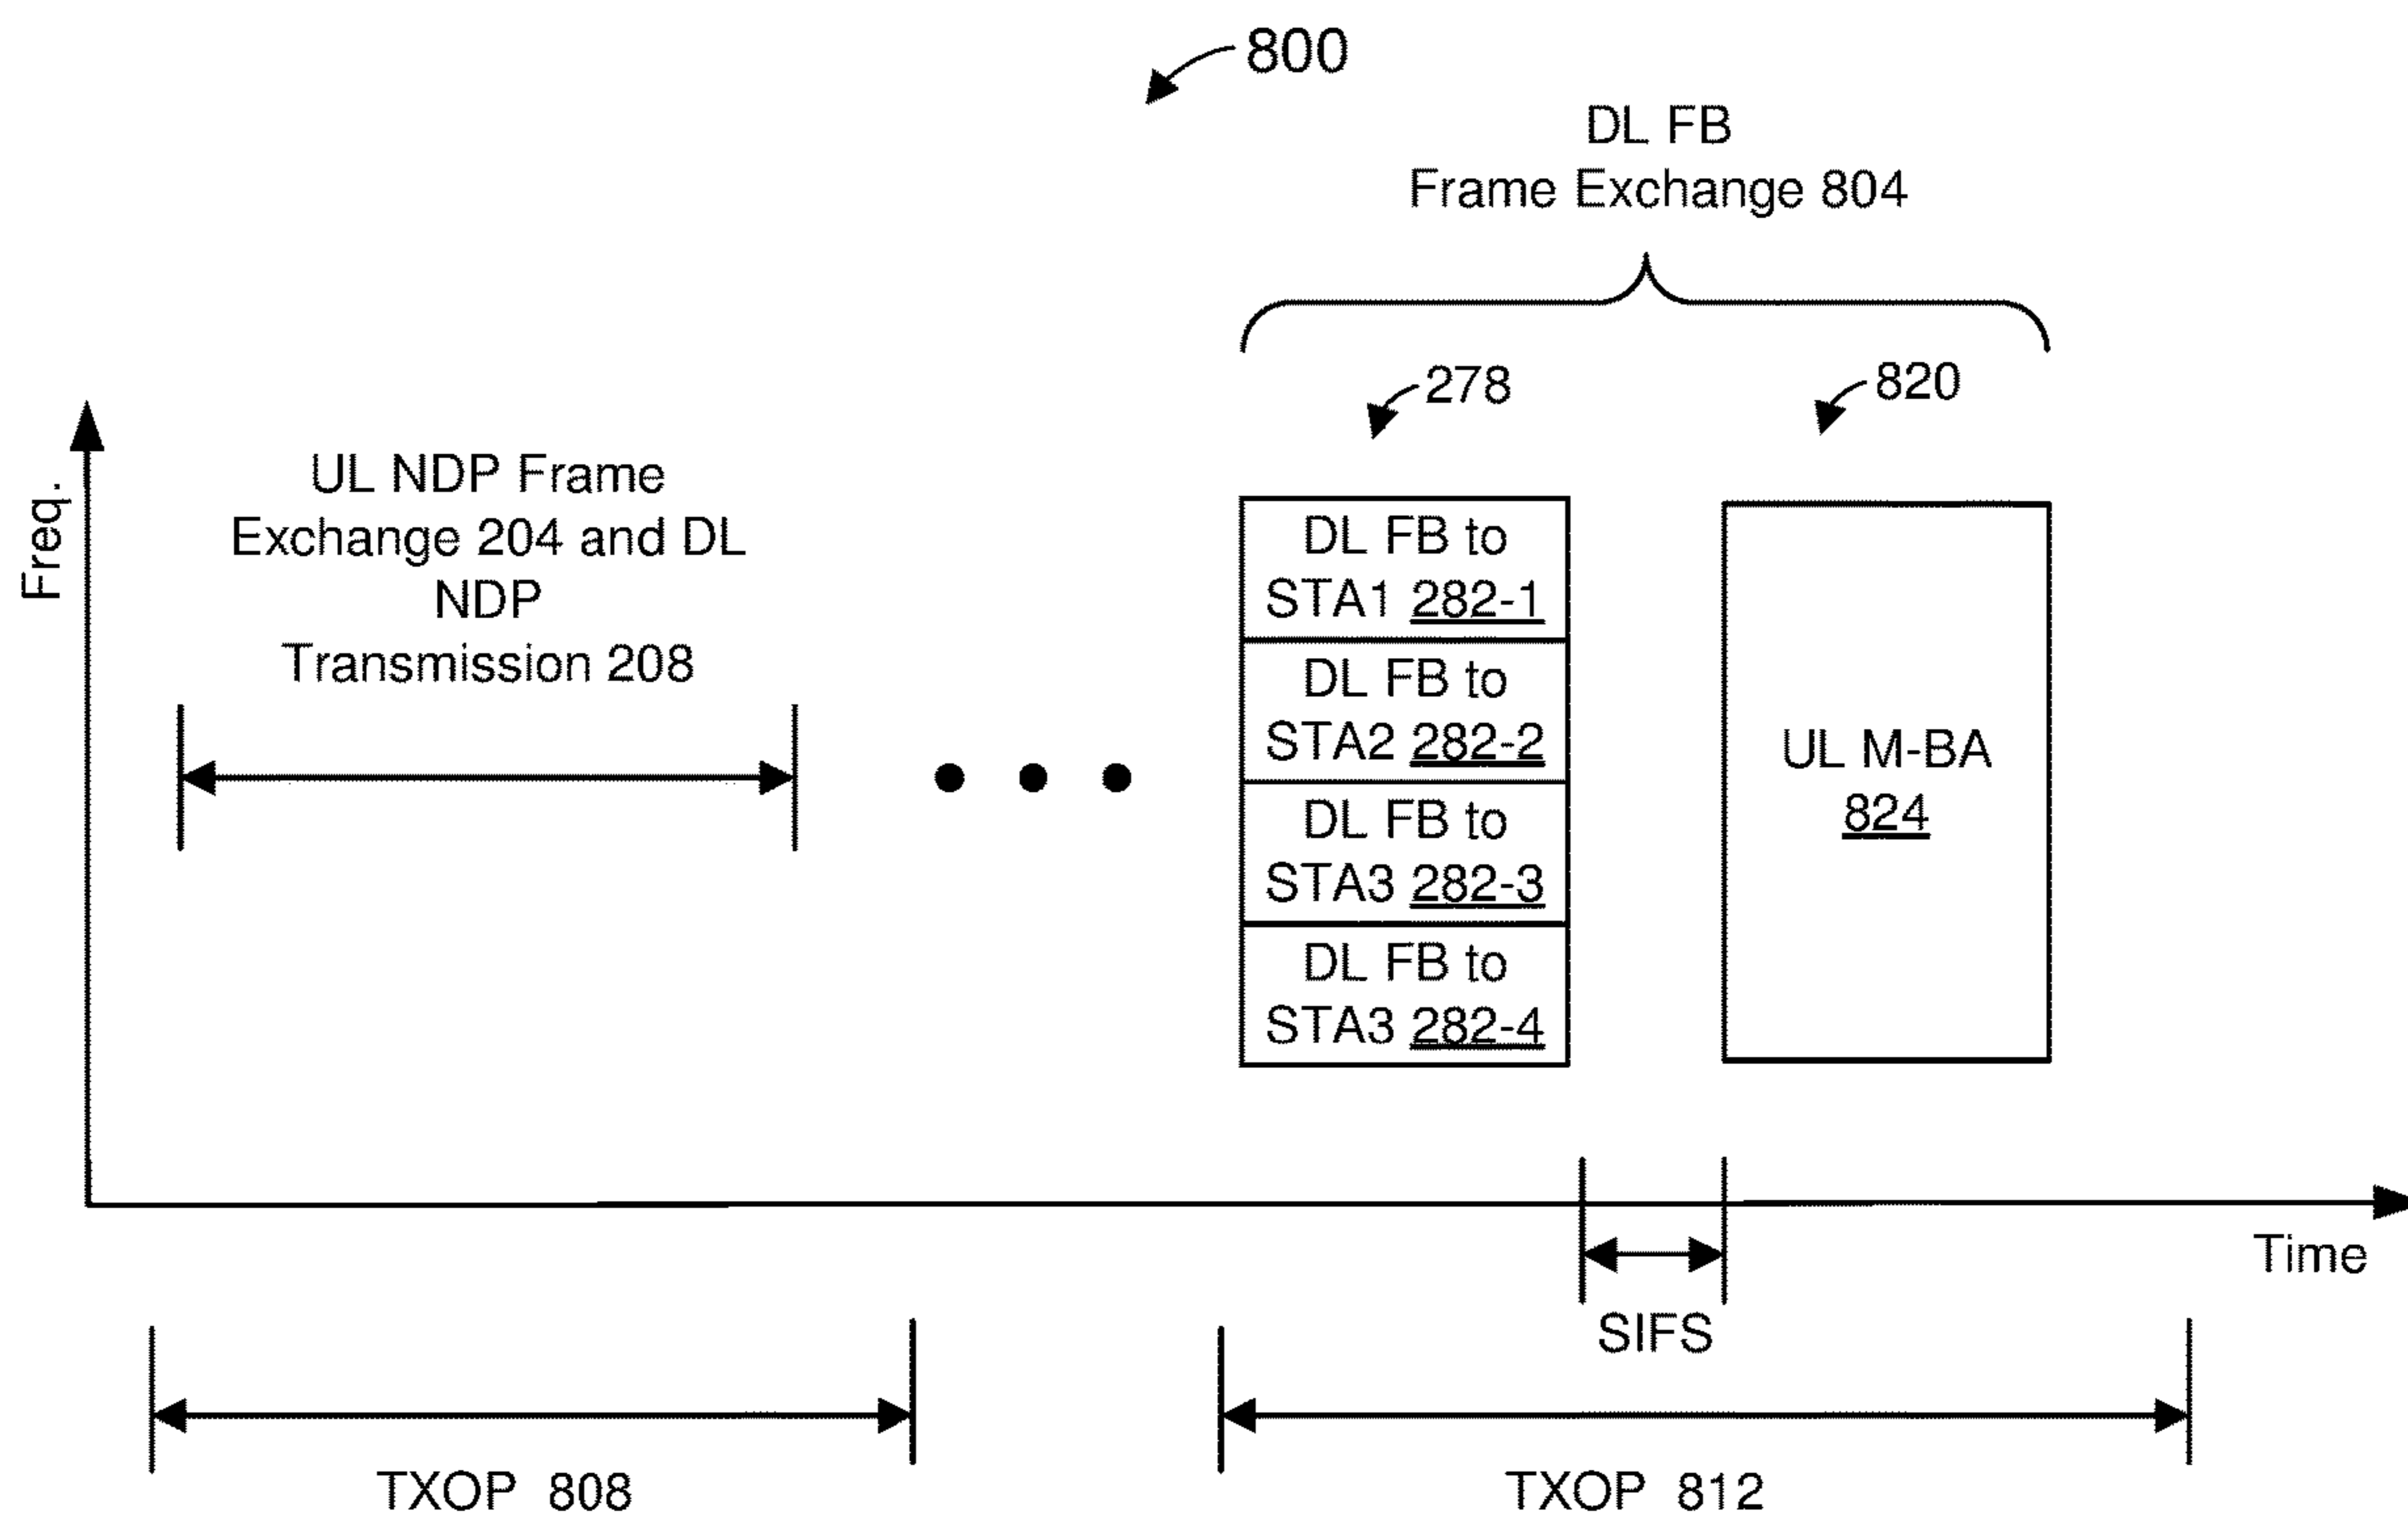 800
DL FB
Frame Exchange 804
278
820
Freq.
UL NDP Frame
Exchange 204 and DL
NDP
Transmission 208
DL FB to
STA1 282-1
DL FB to
STA2 282-2
DL FB to
STA3 282-3
DL FB to
STA3 282-4
UL M-BA
824
Time
SIFS
TXOP 808
TXOP 812